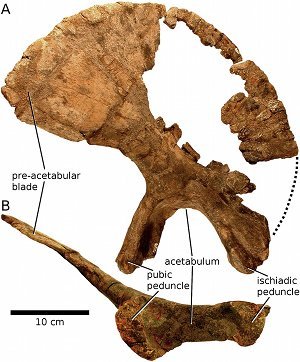 A
pre-acetabular
blade
B
acetabulum
pubic
peduncle
ischiadic
peduncle
10 cm